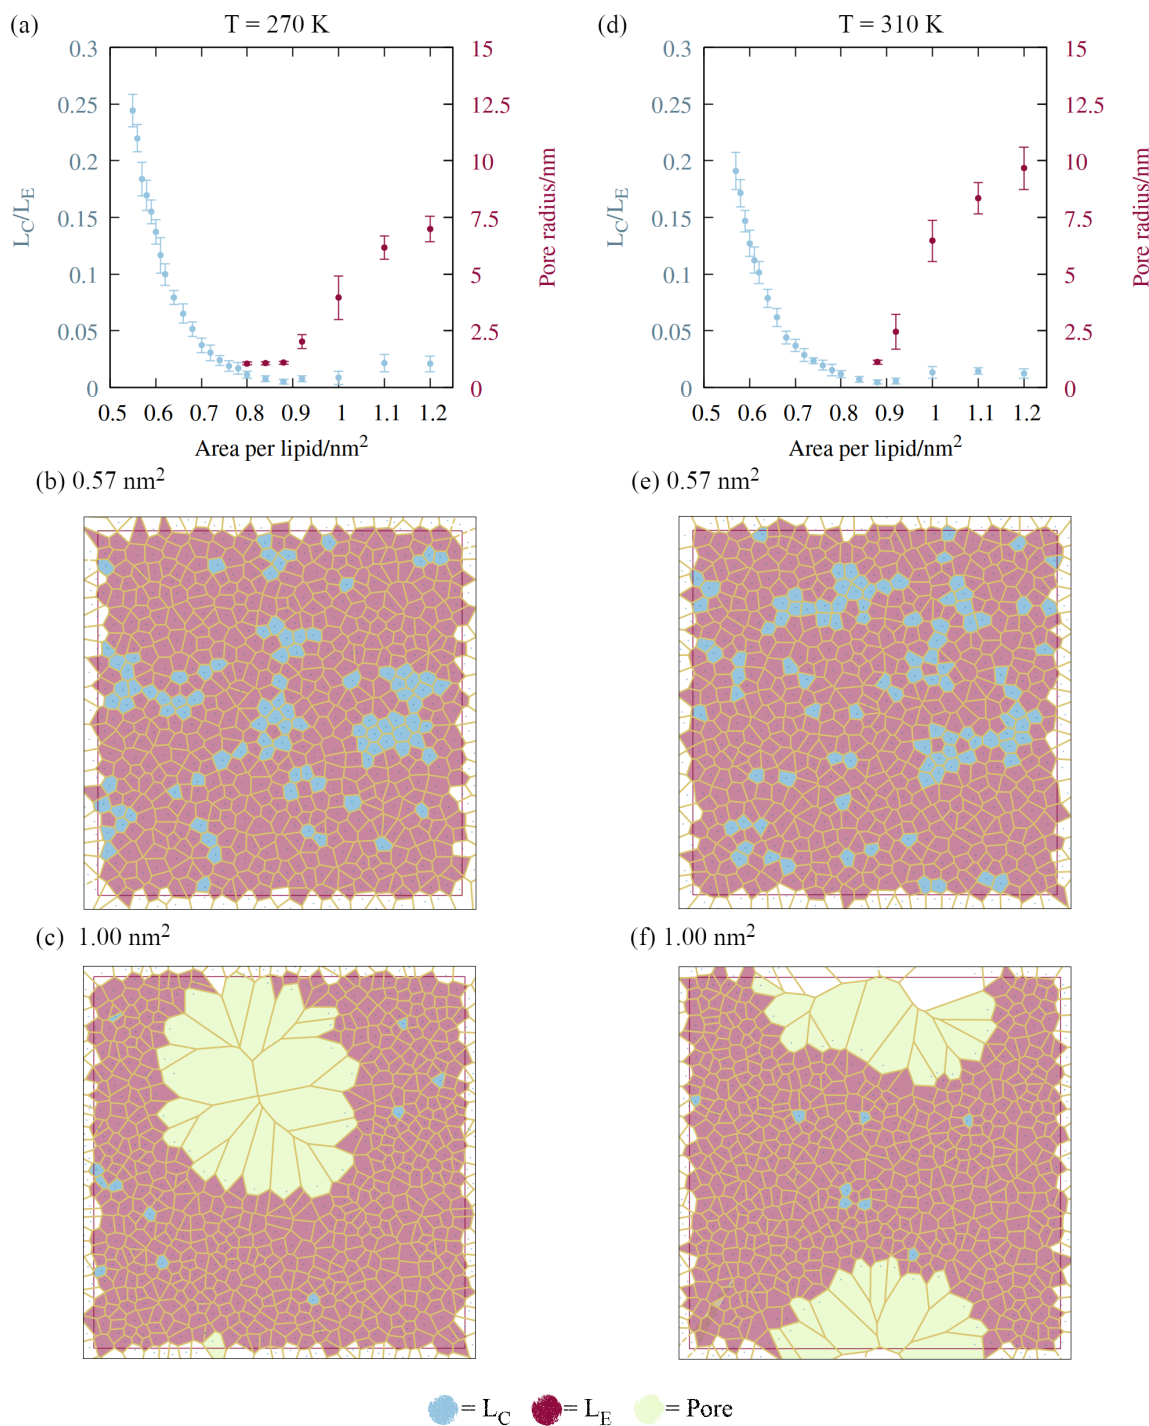 (a) T = 270 K
0.3
0.25
0.2
0.15
0.1
0.05
0
L_C/L_E
15
12.5
10
7.5
5
2.5
0
Pore radius/nm
0.5 0.6 0.7 0.8 0.9 1 1.1 1.2
Area per lipid/nm²
(d) T = 310 K
0.3
0.25
0.2
0.15
0.1
0.05
0
L_C/L_E
15
12.5
10
7.5
5
2.5
0
Pore radius/nm
0.5 0.6 0.7 0.8 0.9 1 1.1 1.2
Area per lipid/nm²
(b) 0.57 nm²
(e) 0.57 nm²
(c) 1.00 nm²
(f) 1.00 nm²
= L_C = L_E = Pore